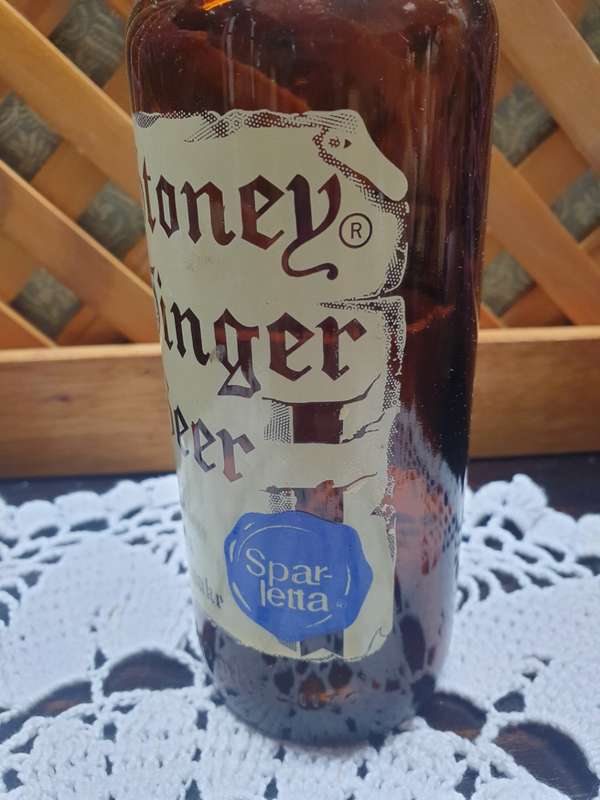 toney®
inger
eer
Spar-
letta